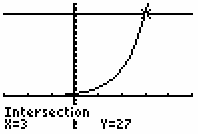 Intersection
X=3 Y=27